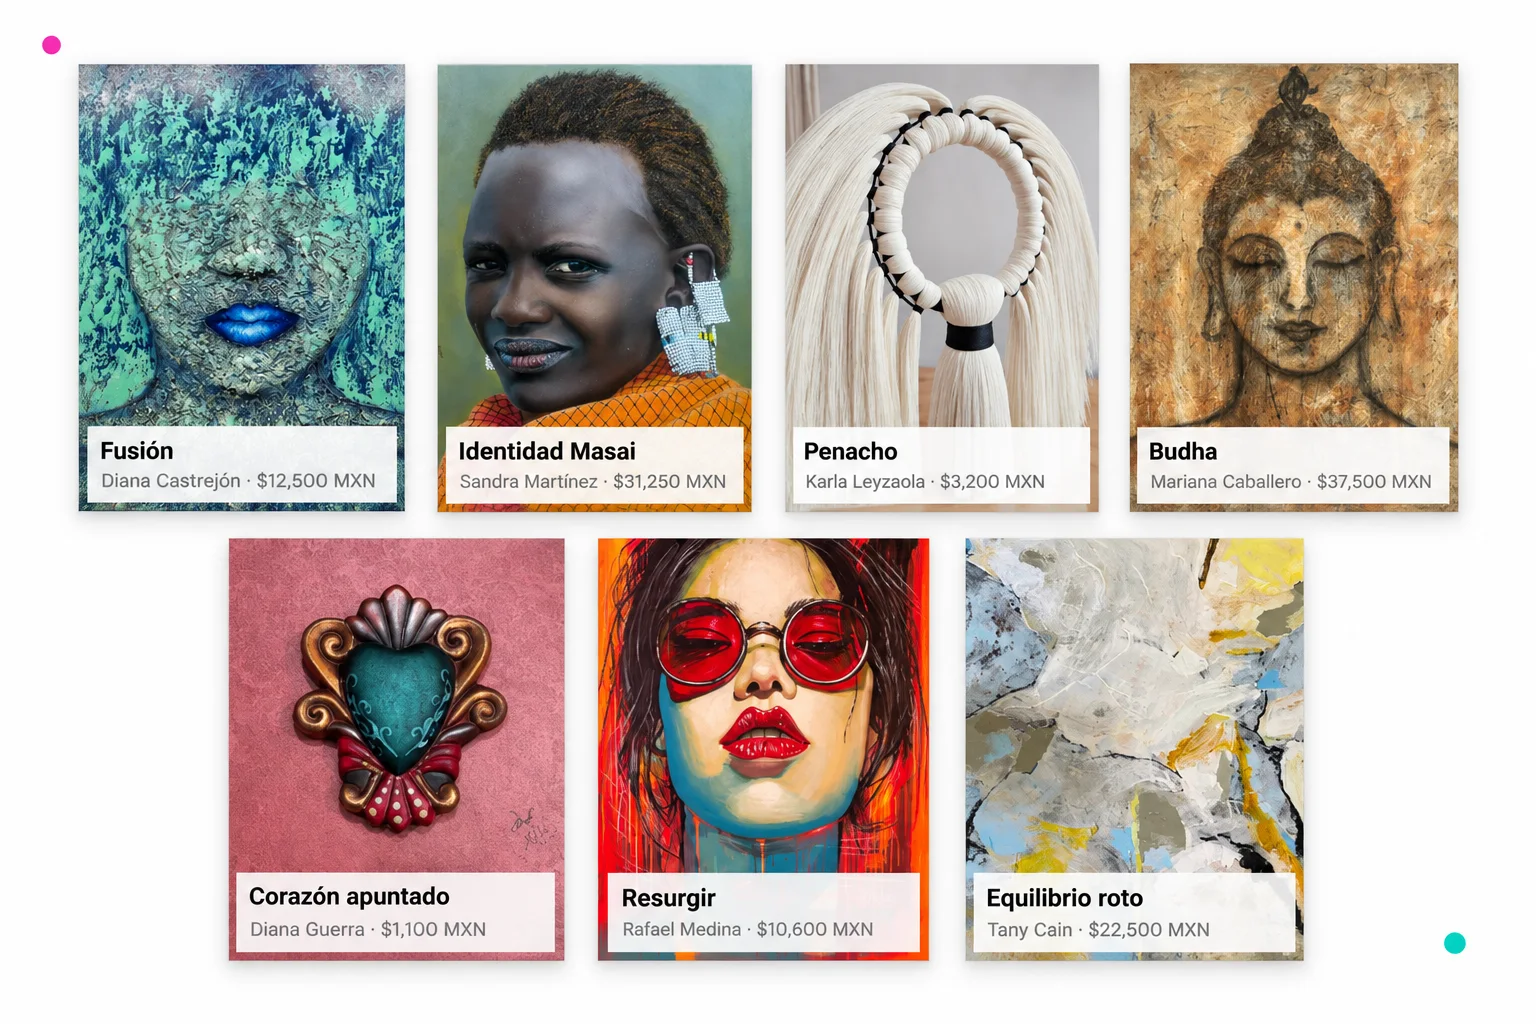 Fusión
Diana Castrejón · $12,500 MXN
Identidad Masai
Sandra Martínez · $31,250 MXN
Penacho
Karla Leyzaola · $3,200 MXN
Budha
Mariana Caballero · $37,500 MXN
Corazón apuntado
Diana Guerra · $1,100 MXN
Resurgir
Rafael Medina · $10,600 MXN
Equilibrio roto
Tany Cain · $22,500 MXN